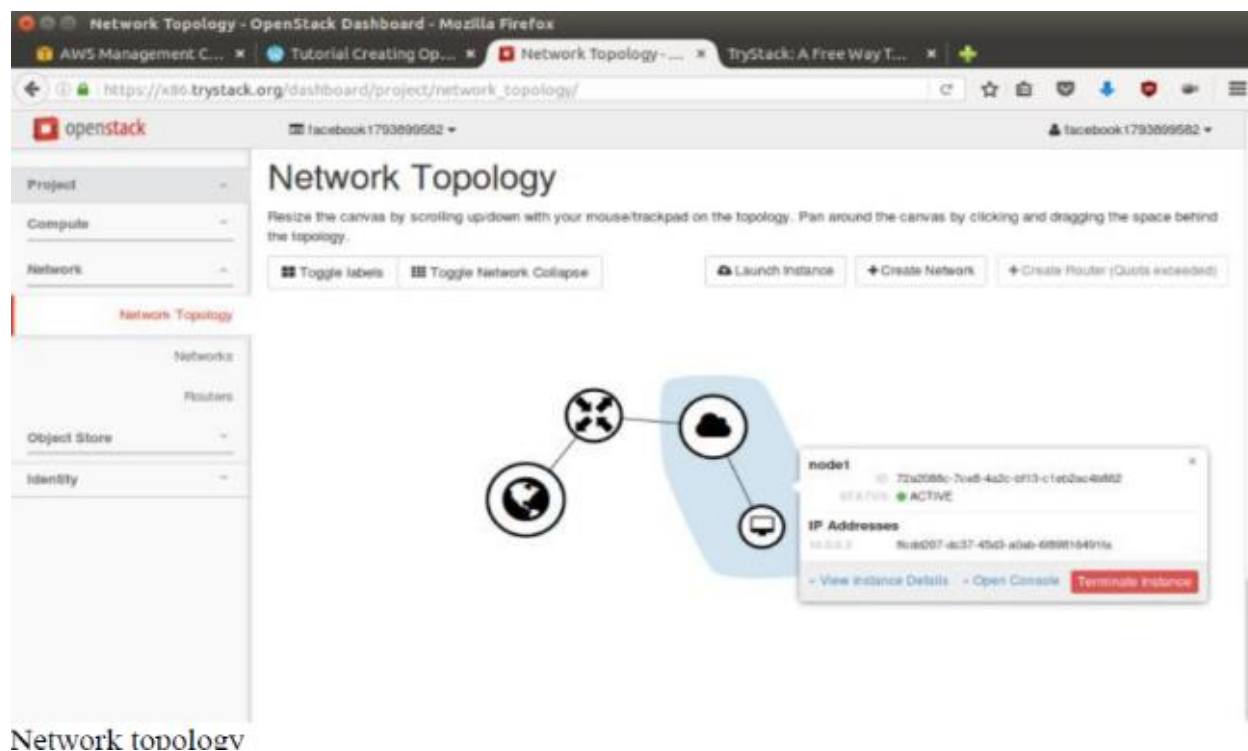 Network Topology - OpenStack Dashboard - Mozilla Firefox
AWS Management C... × Tutorial Creating Op... × Network Topology - ... × TryStack: A Free Way T... ×
https://x86.trystack.org/dashboard/project/network_topology/
openstack facebook1793899582 facebook1793899582
Project
Compute
Network
Network Topology
Networks
Routers
Object Store
Identity
Network Topology
Resize the canvas by scrolling up/down with your mouse/trackpad on the topology. Pan around the canvas by clicking and dragging the space behind
the topology.
Toggle labels Toggle Network Collapse Launch Instance +Create Network +Create Router (Quota exceeded)
node1 ×
ID
STATUS ACTIVE
IP Addresses
» View Instance Details » Open Console Terminate Instance
Network topology